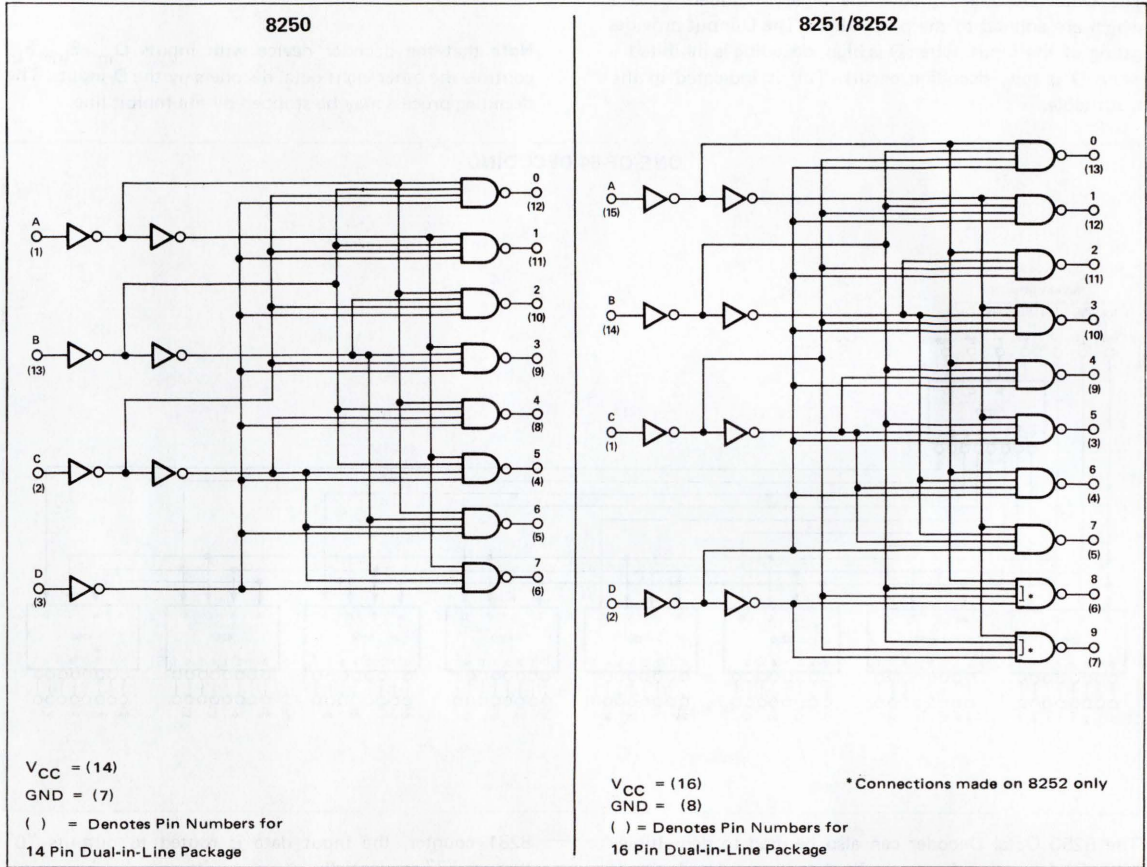 8250
0
(12)
A
(1)
1
(11)
2
(10)
B
(13)
3
(9)
4
(8)
C
(2)
5
(4)
6
(5)
D
(3)
7
(6)
VCC = (14)
GND = (7)
( ) = Denotes Pin Numbers for
14 Pin Dual-in-Line Package
8251/8252
0
(13)
A
(15)
1
(12)
2
(11)
B
(14)
3
(10)
4
(9)
C
(1)
5
(3)
6
(4)
7
(5)
D
(2)
8
*
(6)
9
*
(7)
VCC = (16)
GND = (8)
*Connections made on 8252 only
( ) = Denotes Pin Numbers for
16 Pin Dual-in-Line Package